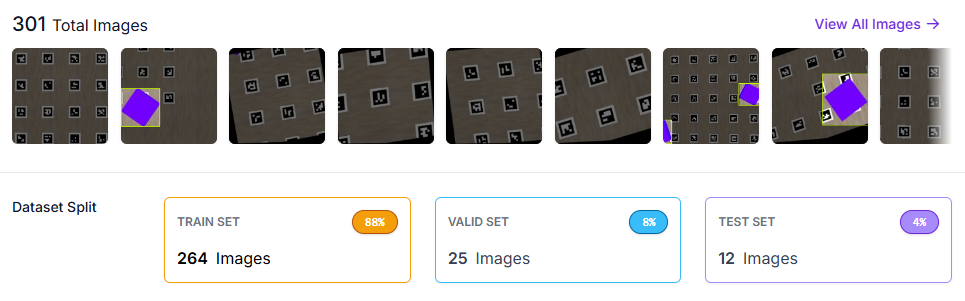 301 Total Images
View All Images →
Dataset Split
TRAIN SET
88%
264 Images
VALID SET
8%
25 Images
TEST SET
4%
12 Images